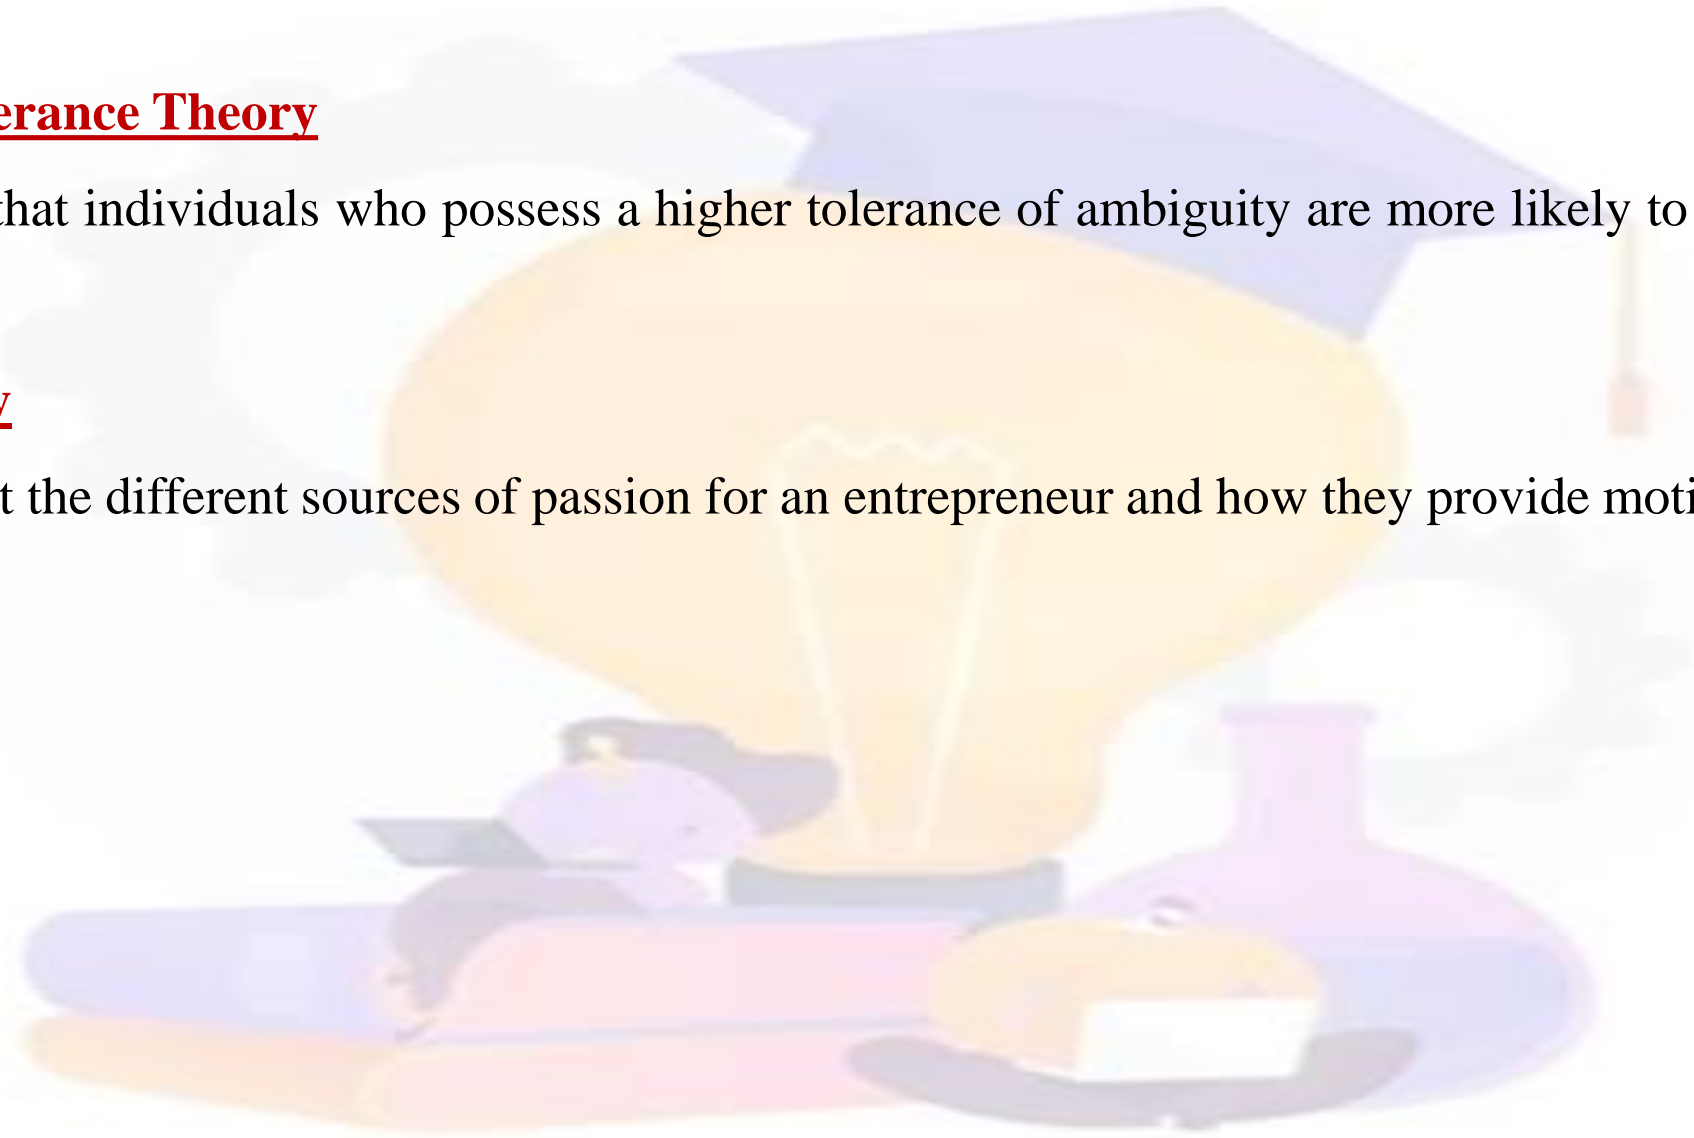 erance Theory
that individuals who possess a higher tolerance of ambiguity are more likely to
y
t the different sources of passion for an entrepreneur and how they provide moti